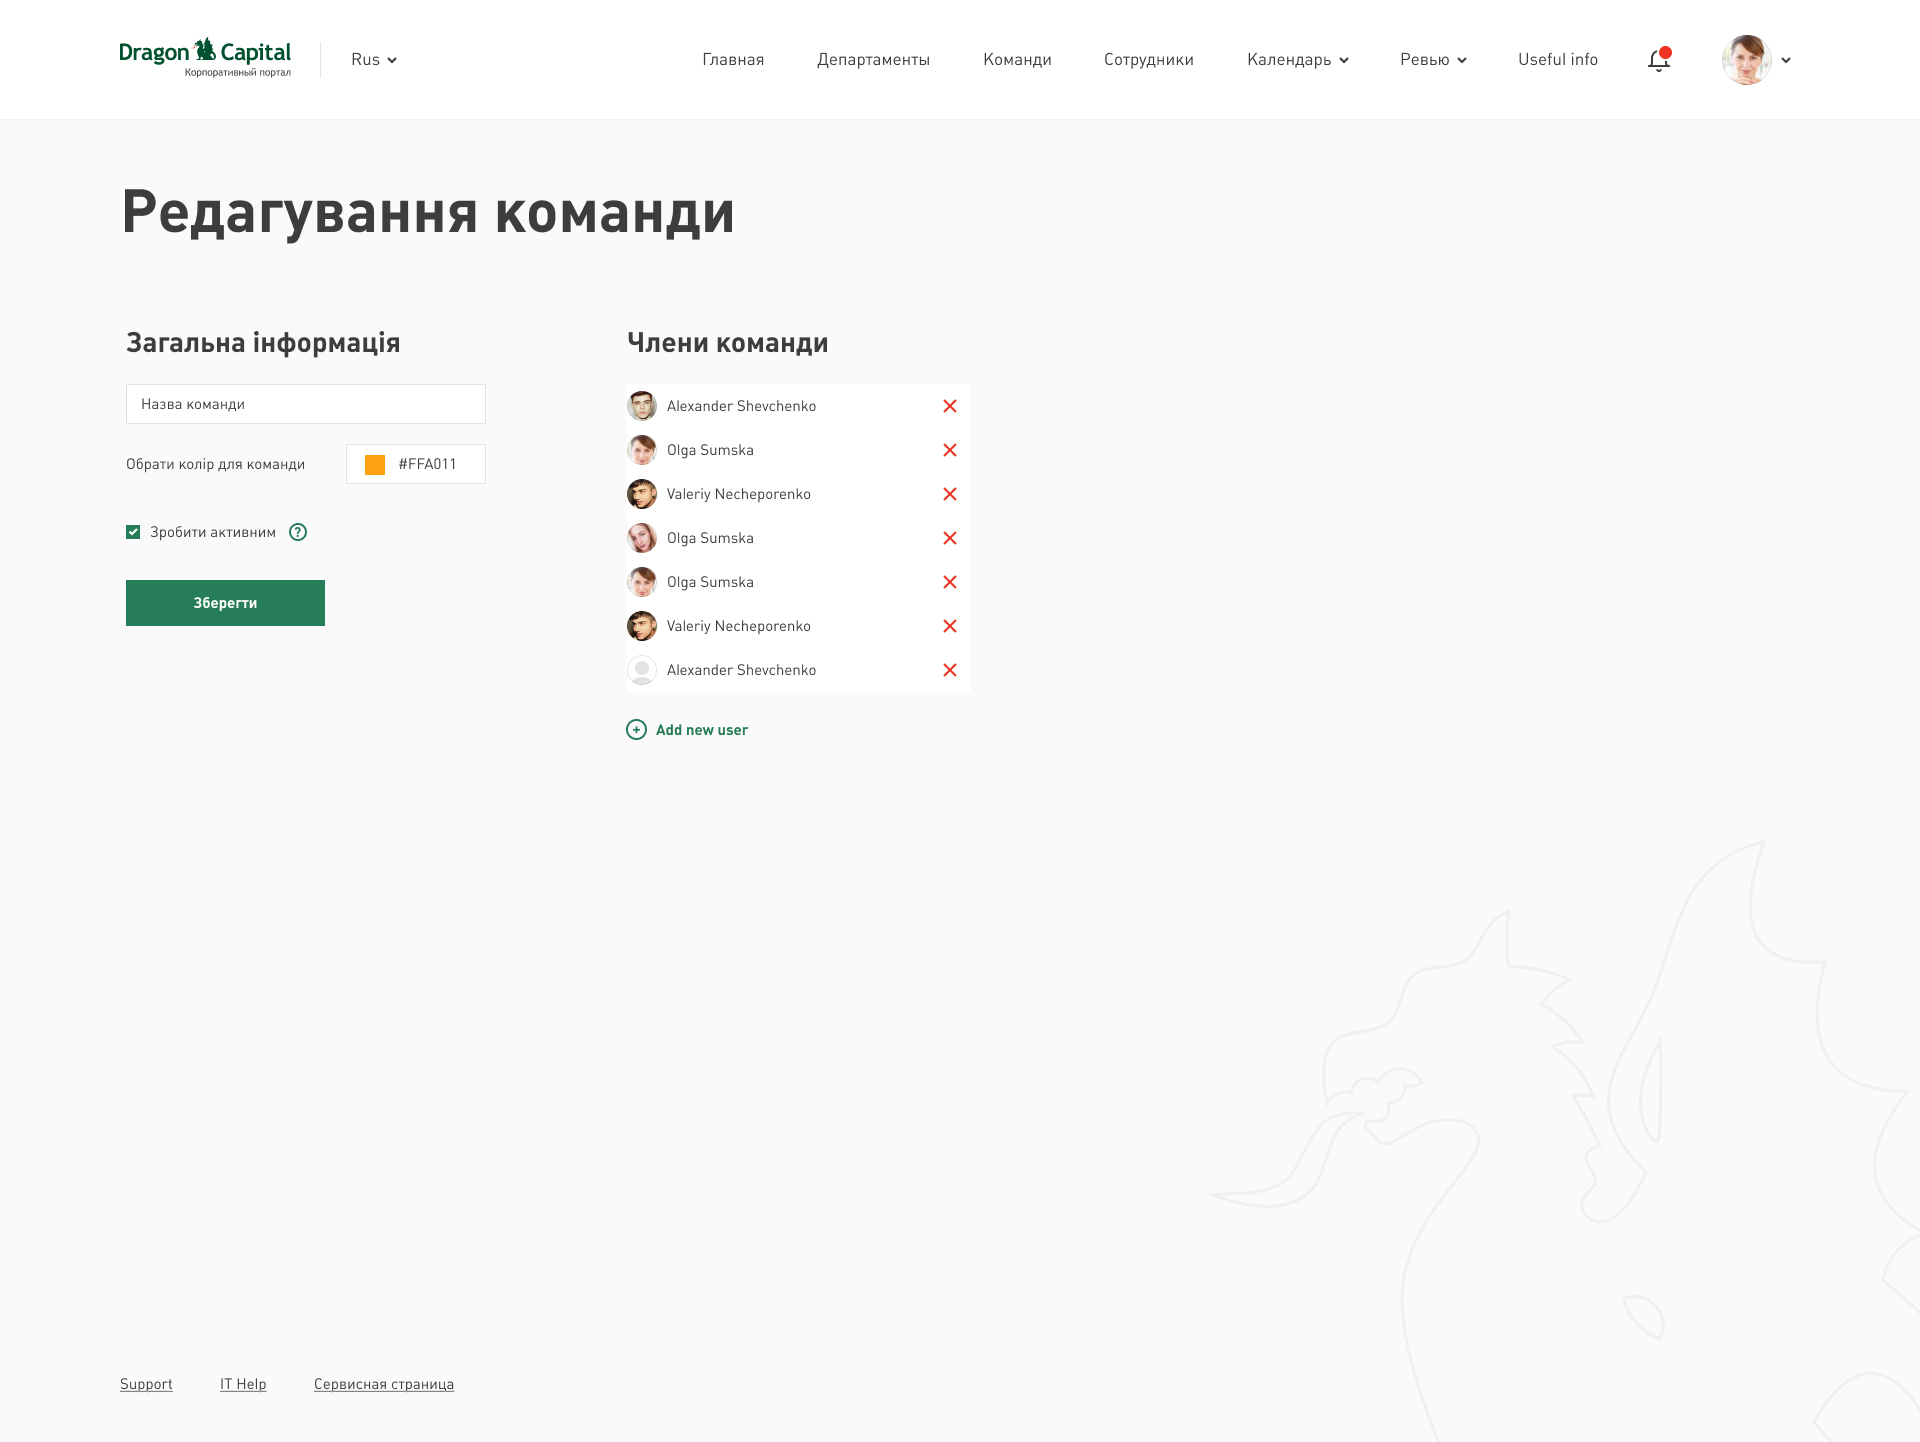 Dragon Capital
Корпоративный портал
Rus
Главная
Департаменты
Команди
Сотрудники
Календарь
Ревью
Useful info
Редагування команди
Загальна інформація
Назва команди
Обрати колір для команди
#FFA011
Зробити активним
?
Зберегти
Члени команди
Alexander Shevchenko
Olga Sumska
Valeriy Necheporenko
Olga Sumska
Olga Sumska
Valeriy Necheporenko
Alexander Shevchenko
Add new user
Support
IT Help
Сервисная страница